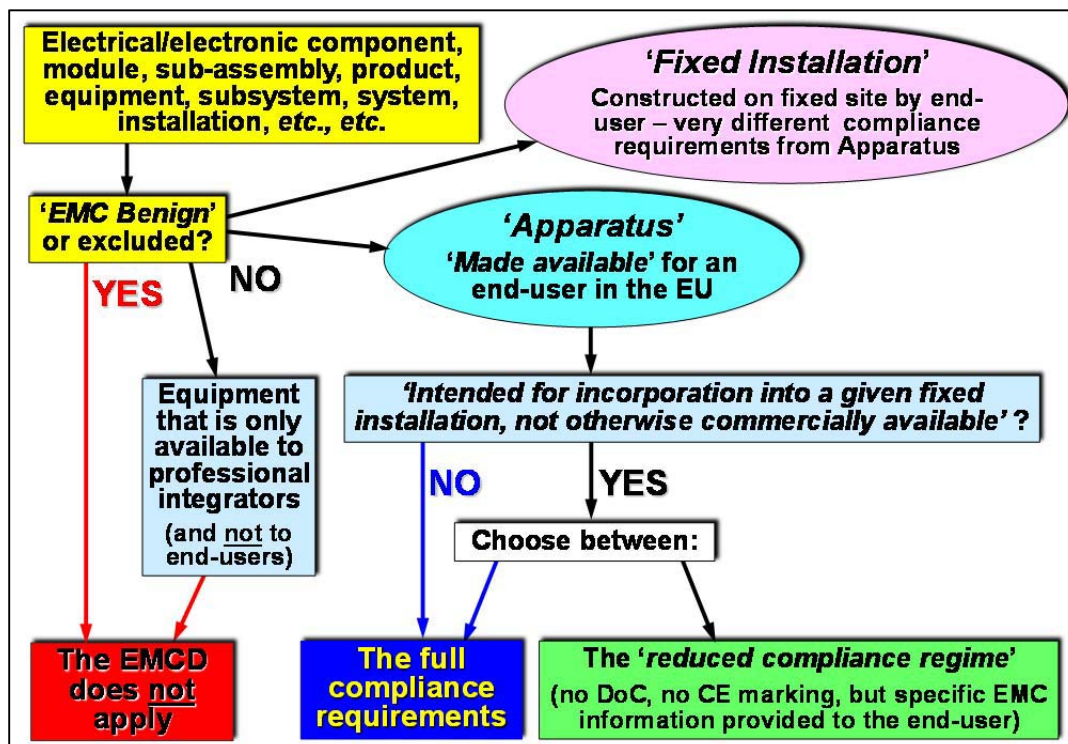 Electrical/electronic component,
module, sub-assembly, product,
equipment, subsystem, system,
installation, etc., etc.
‘Fixed Installation’
Constructed on fixed site by end-
user – very different compliance
requirements from Apparatus
‘EMC Benign’
or excluded?
‘Apparatus’
‘Made available’ for an
end-user in the EU
YES
NO
Equipment
that is only
available to
professional
integrators
(and not to
end-users)
‘Intended for incorporation into a given fixed
installation, not otherwise commercially available’ ?
NO
YES
Choose between:
The EMCD
does not
apply
The full
compliance
requirements
The ‘reduced compliance regime’
(no DoC, no CE marking, but specific EMC
information provided to the end-user)